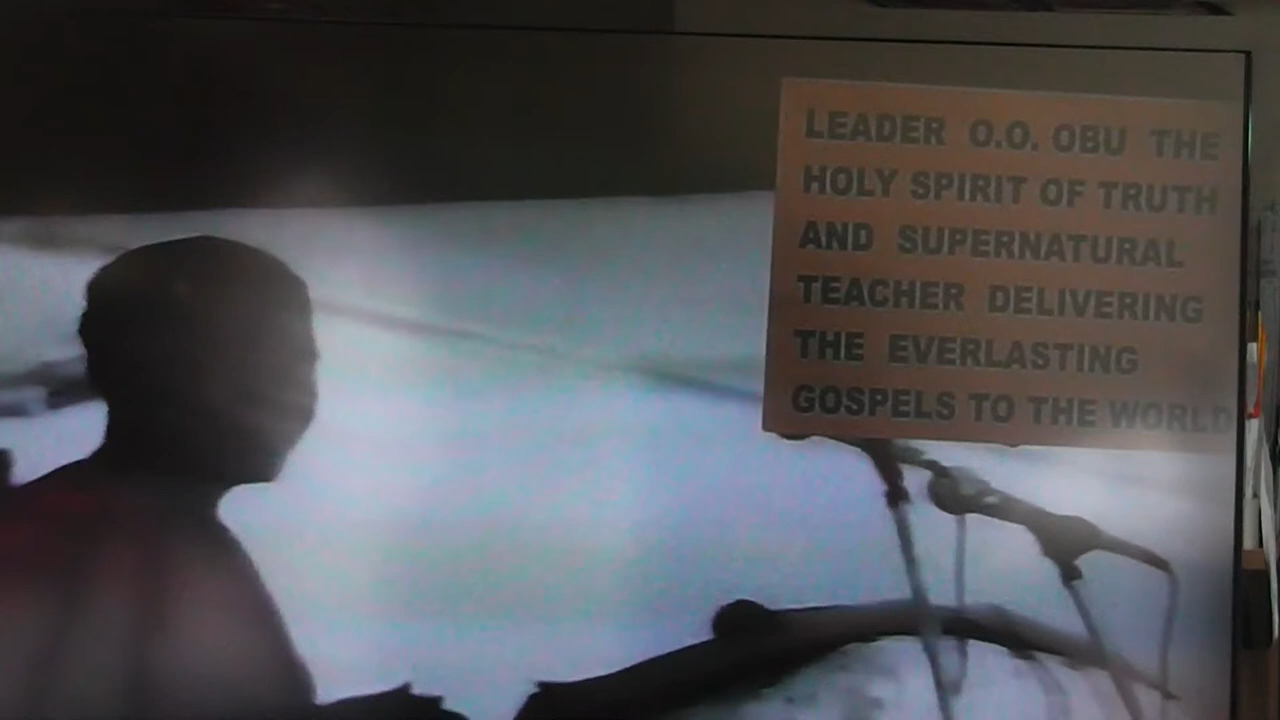 LEADER O.O. OBU THE
HOLY SPIRIT OF TRUTH
AND SUPERNATURAL
TEACHER DELIVERING
THE EVERLASTING
GOSPELS TO THE WORLD